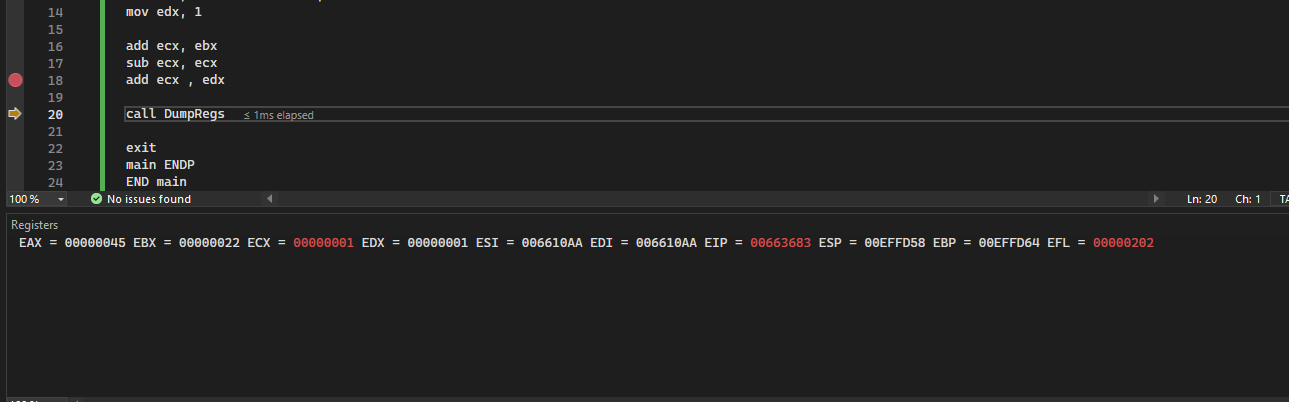 14 mov edx, 1
15
16 add ecx, ebx
17 sub ecx, ecx
18 add ecx , edx
19
20 call DumpRegs ≤ 1ms elapsed
21
22 exit
23 main ENDP
24 END main
100 % No issues found Ln: 20 Ch: 1 TA
Registers
EAX = 00000045 EBX = 00000022 ECX = 00000001 EDX = 00000001 ESI = 006610AA EDI = 006610AA EIP = 00663683 ESP = 00EFFD58 EBP = 00EFFD64 EFL = 00000202